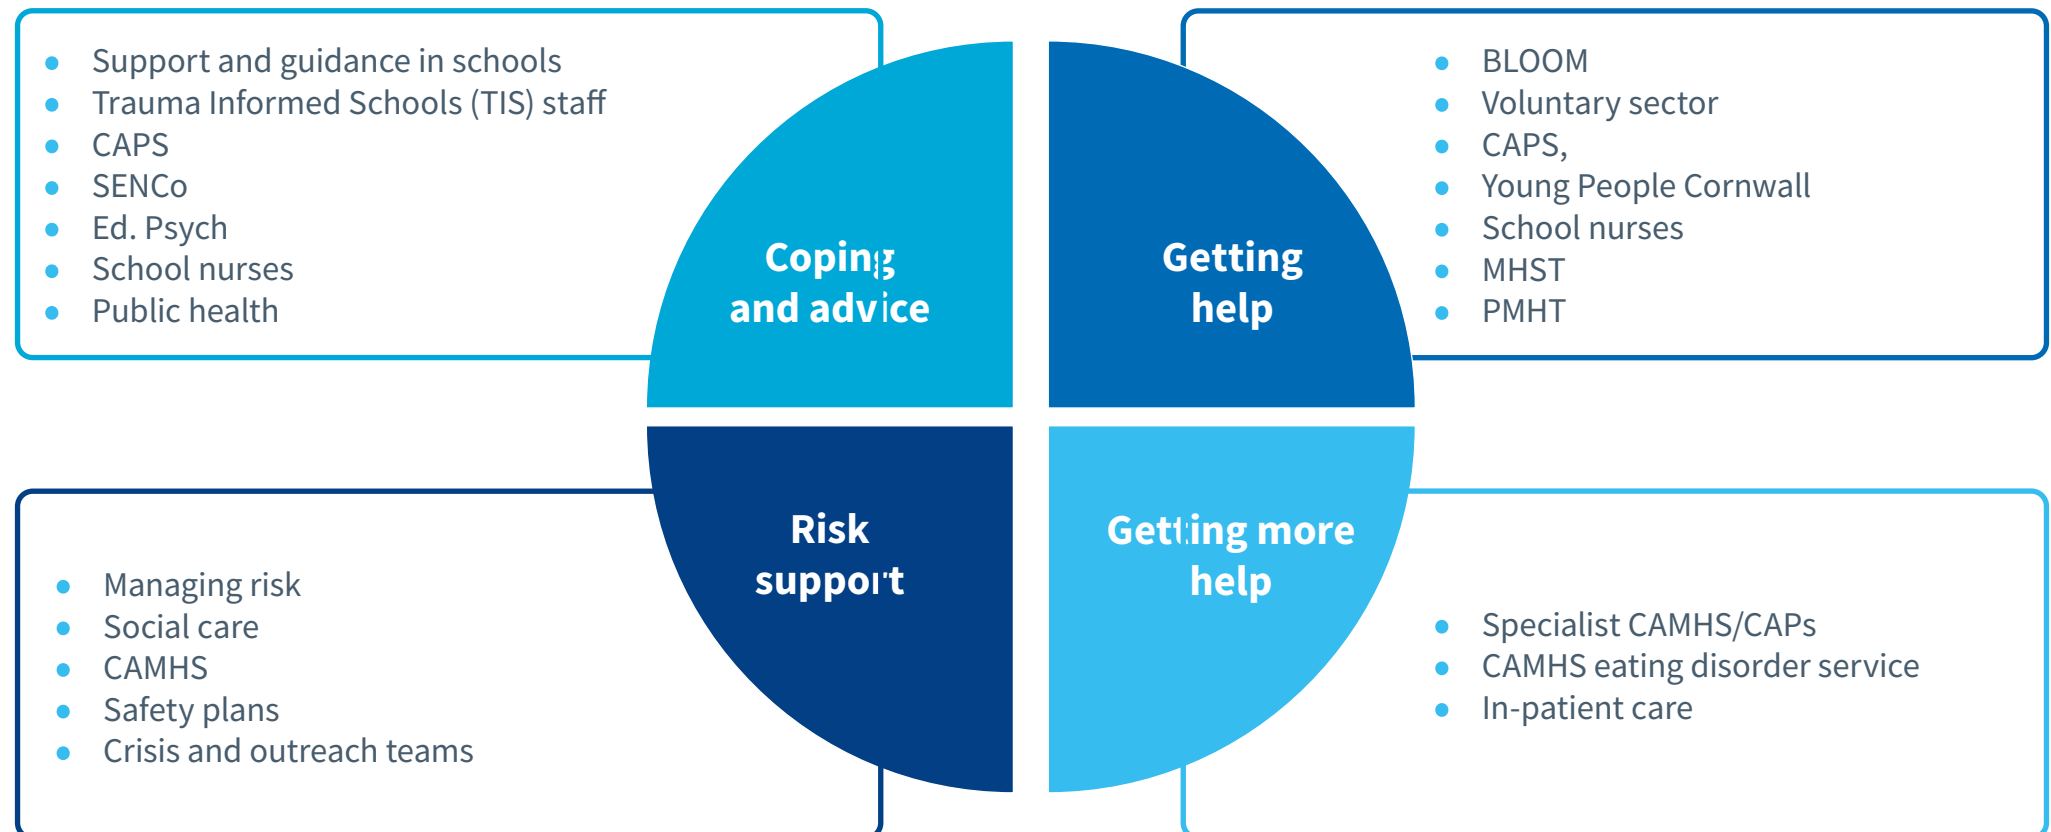 Support and guidance in schools
Trauma Informed Schools (TIS) staff
CAPS
SENCo
Ed. Psych
School nurses
Public health
Coping
and advice
Getting
help
BLOOM
Voluntary sector
CAPS,
Young People Cornwall
School nurses
MHST
PMHT
Risk
support
Managing risk
Social care
CAMHS
Safety plans
Crisis and outreach teams
Getting more
help
Specialist CAMHS/CAPs
CAMHS eating disorder service
In-patient care